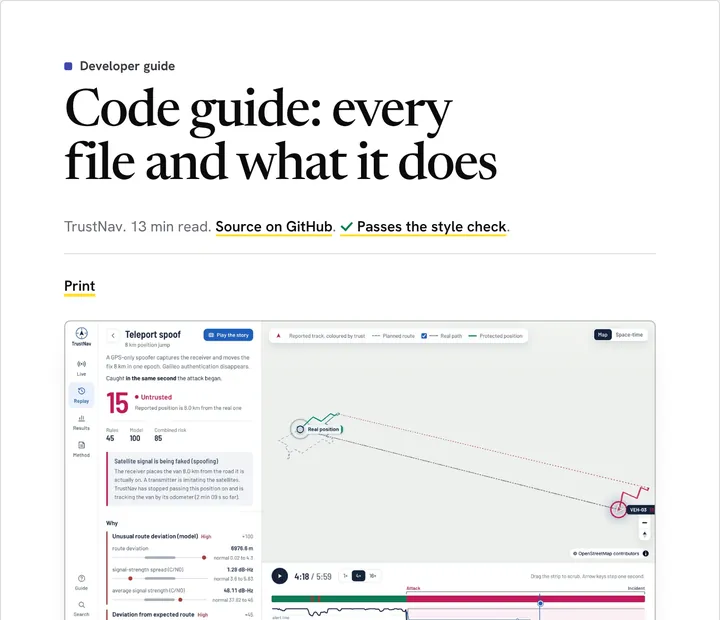 Developer guide
Code guide: every
file and what it does
TrustNav. 13 min read. Source on GitHub. ✓ Passes the style check.
Print
TrustNav
Live
Replay
Results
Method
Guide
Search
Teleport spoof
8 km position jump
Play the story
A GPS-only spoofer captures the receiver and moves the
fix 8 km in one epoch. Galileo authentication disappears.
Caught in the same second the attack began.
15
Untrusted
Reported position is 8.0 km from the real one
Rules Model Combined risk
45 100 85
Satellite signal is being faked (spoofing)
The receiver places the van 8.0 km from the road it is
actually on. A transmitter is imitating the satellites.
TrustNav has stopped passing this position on and is
tracking the van by its odometer (2 min 09 s so far).
Why
Unusual route deviation (model) High +100
route deviation 6976.6 m
normal 0.02 to 4.3
signal-strength spread (C/N0) 1.28 dB-Hz
normal 3.6 to 5.83
average signal strength (C/N0) 48.11 dB-Hz
normal 37.02 to 45
Deviation from expected route High +45
Reported track, coloured by trust Planned route Real path Protected position
Map Space-time
Real position
VEH-03
© OpenStreetMap contributors
4:18 / 5:59
1× 4× 16×
Drag the strip to scrub. Arrow keys step one second.
Attack Incident
alert line